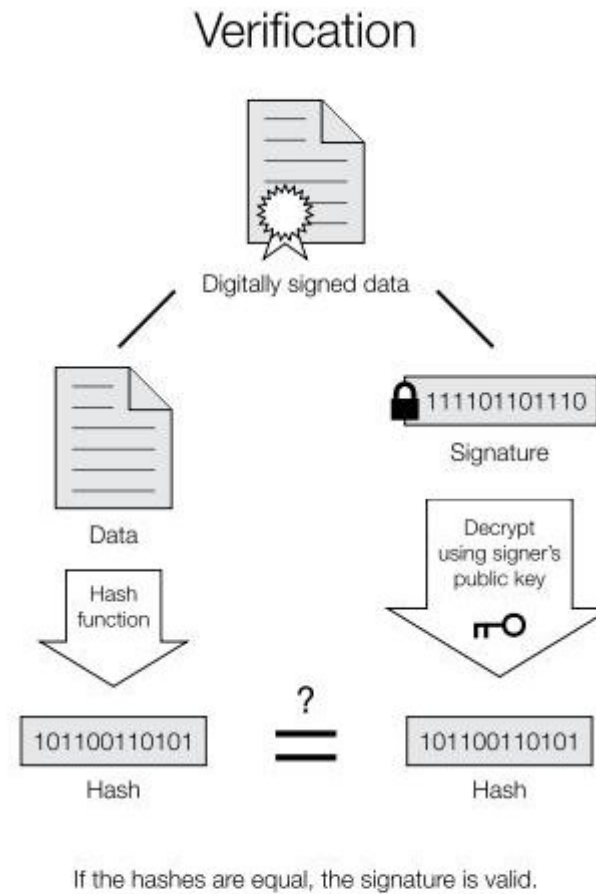 Verification
Digitally signed data
111101101110
Signature
Data
Decrypt
using signer's
public key
Hash
function
?
101100110101
101100110101
Hash
Hash
If the hashes are equal, the signature is valid.